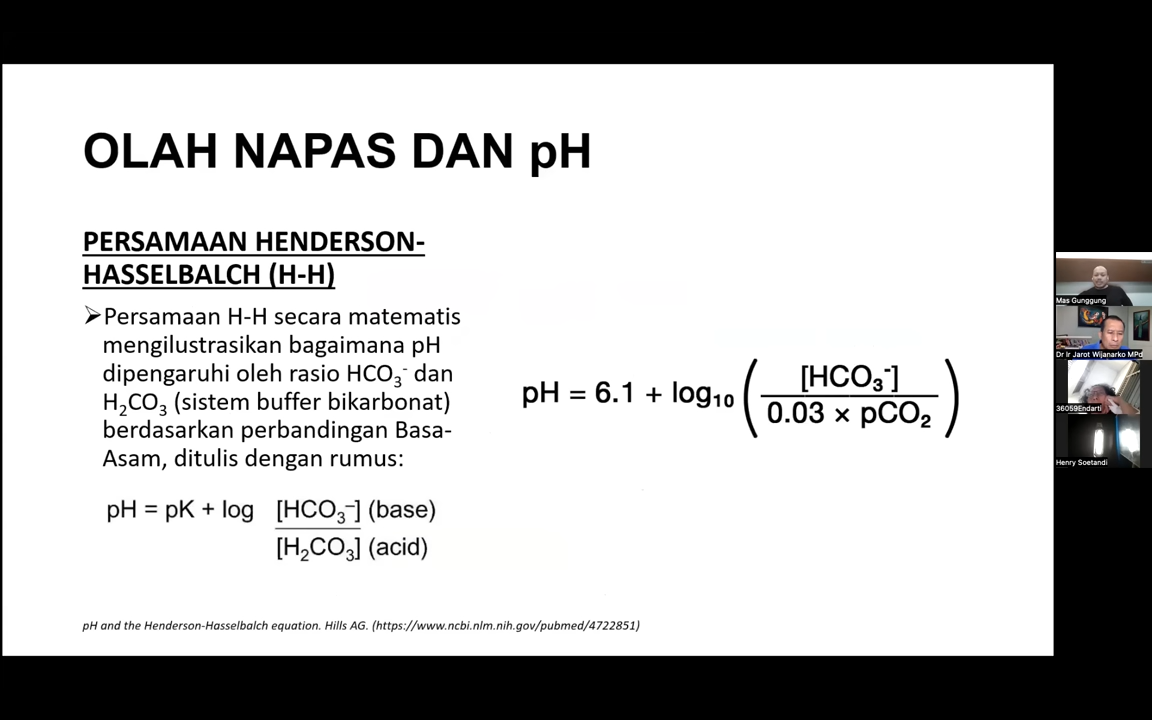 OLAH NAPAS DAN pH
PERSAMAAN HENDERSON-
HASSELBALCH (H-H)
➢Persamaan H-H secara matematis
mengilustrasikan bagaimana pH
dipengaruhi oleh rasio HCO₃⁻ dan
H₂CO₃ (sistem buffer bikarbonat)
berdasarkan perbandingan Basa-
Asam, ditulis dengan rumus:
pH = pK + log [HCO₃⁻] (base)
[H₂CO₃] (acid)
pH = 6.1 + log₁₀ ( [HCO₃⁻]
0.03 × pCO₂ )
pH and the Henderson-Hasselbalch equation. Hills AG. (https://www.ncbi.nlm.nih.gov/pubmed/4722851)
Mas Gunggung
Dr Ir Jarot Wijanarko MPd
36059Endarti
Henry Soetandi